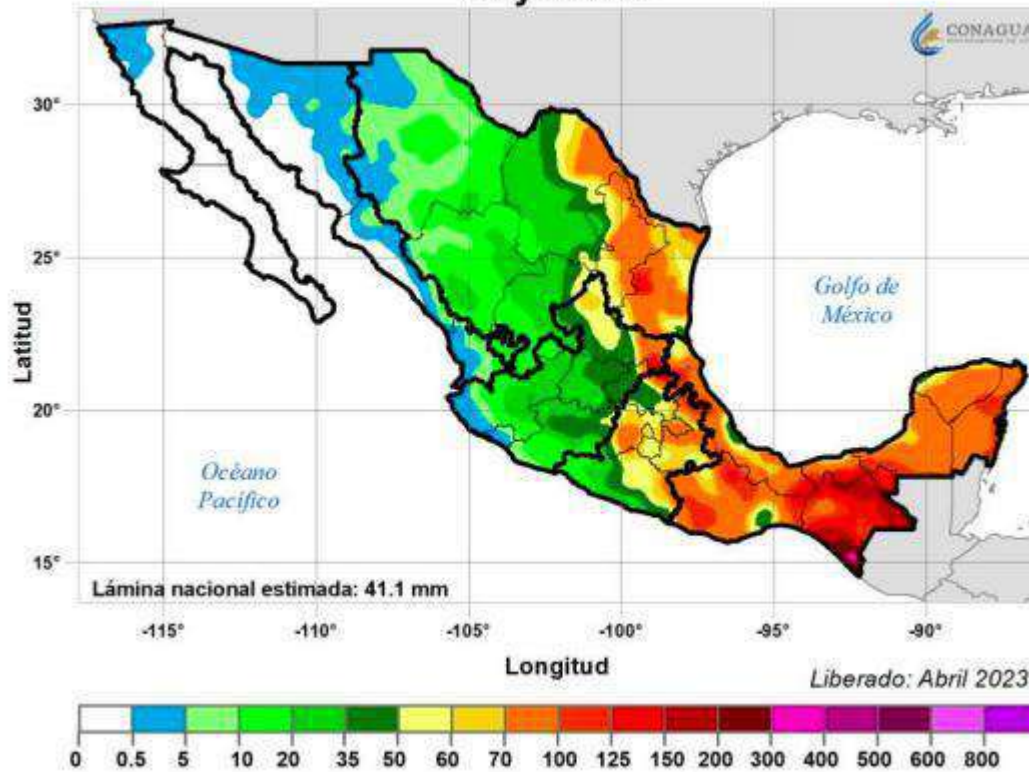 CONAGUA
30°
25°
20°
15°
Latitud
Golfo de
México
Océano
Pacífico
Lámina nacional estimada: 41.1 mm
-115° -110° -105° -100° -95° -90°
Longitud
Liberado: Abril 2023
0 0.5 5 10 20 35 50 60 70 100 125 150 200 300 400 500 600 800